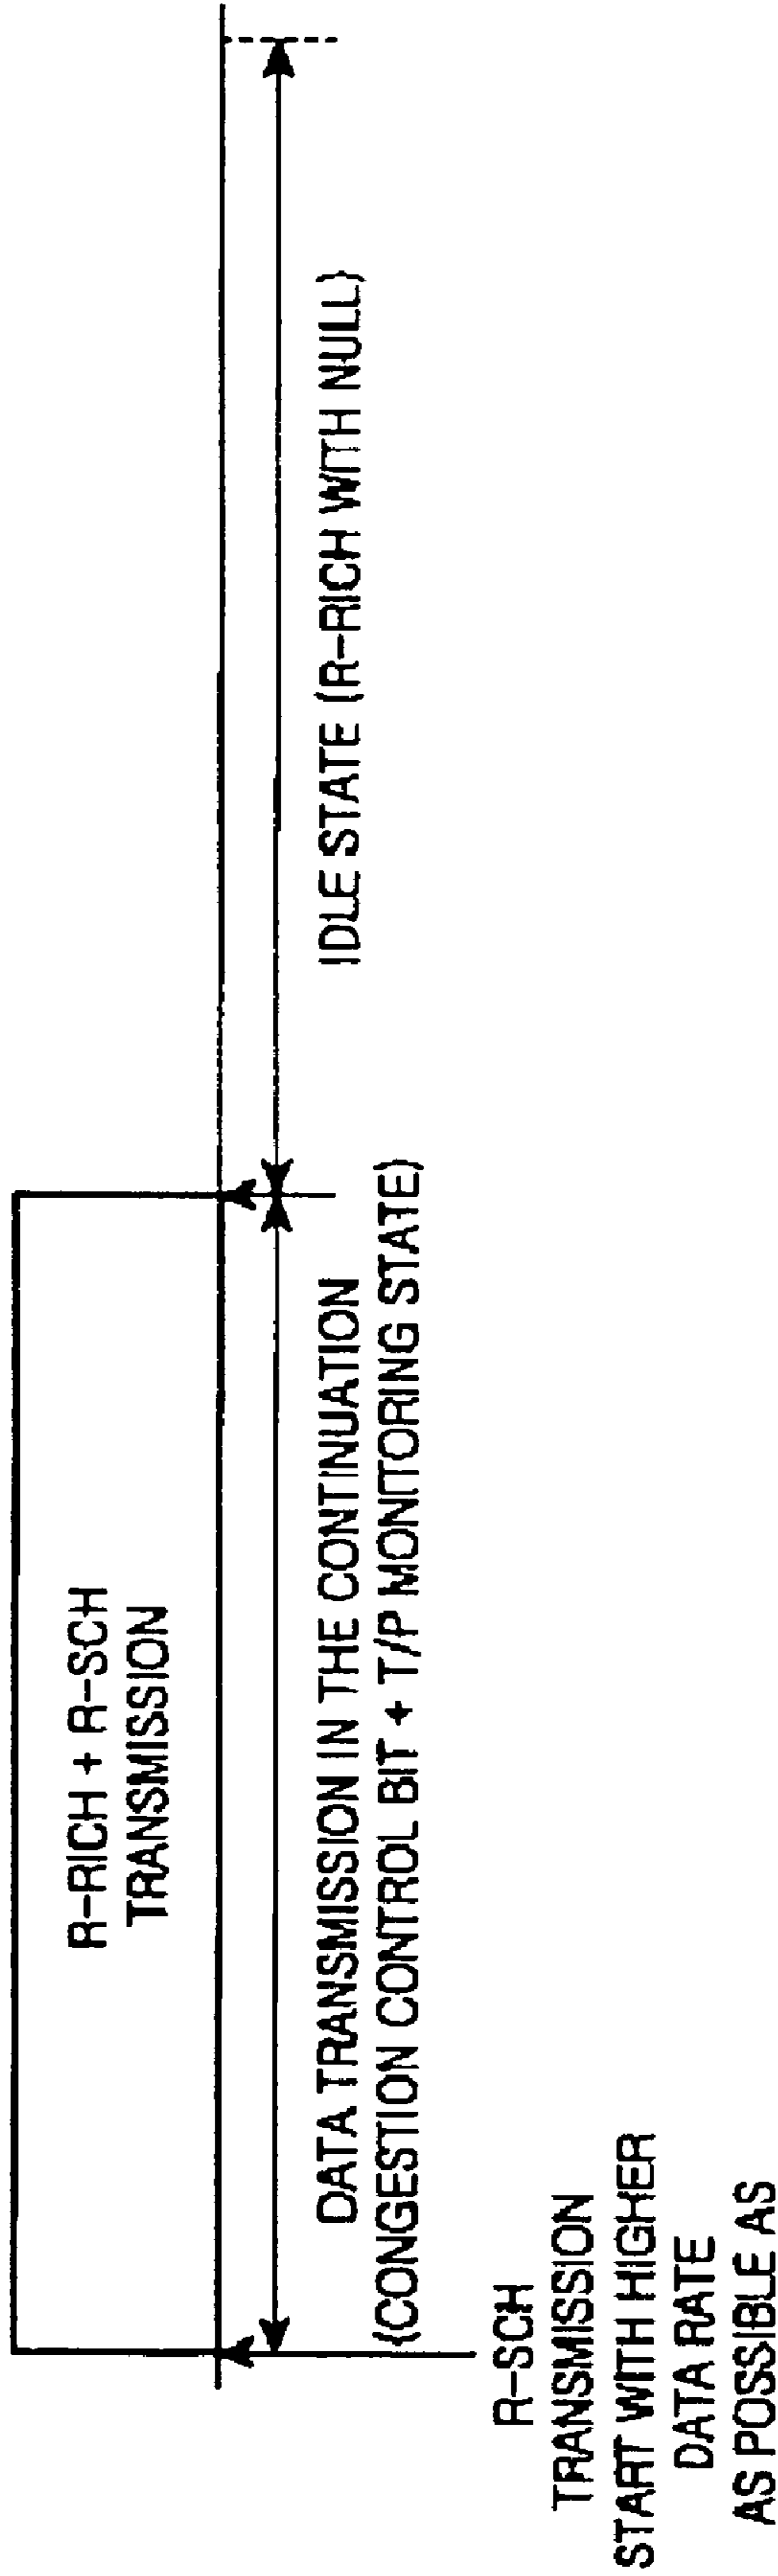 R-RICH + R-SCH
TRANSMISSION
DATA TRANSMISSION IN THE CONTINUATION
(CONGESTION CONTROL BIT + T/P MONITORING STATE)
IDLE STATE (R-RICH WITH NULL)
R-SCH
TRANSMISSION
START WITH HIGHER
DATA RATE
AS POSSIBLE AS